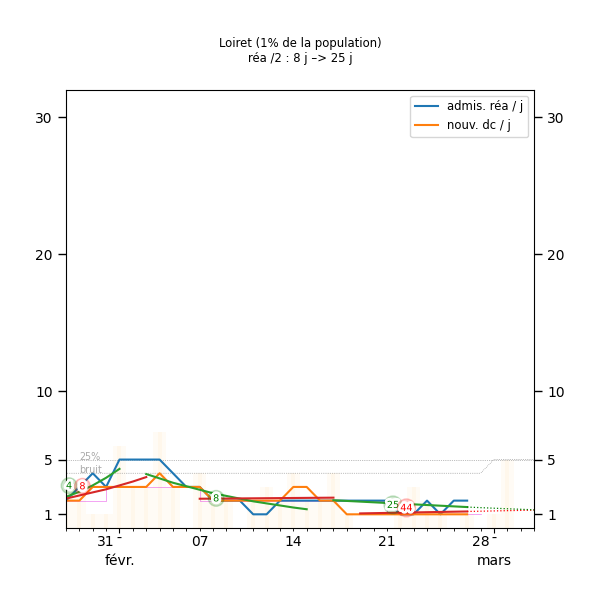 Loiret (1% de la population)
réa /2 : 8 j –> 25 j
admis. réa / j
nouv. dc / j
30 30
20 20
10 10
5 5
1 1
25%
bruit
4 8 8 25 44
31 07 14 21 28
févr. mars